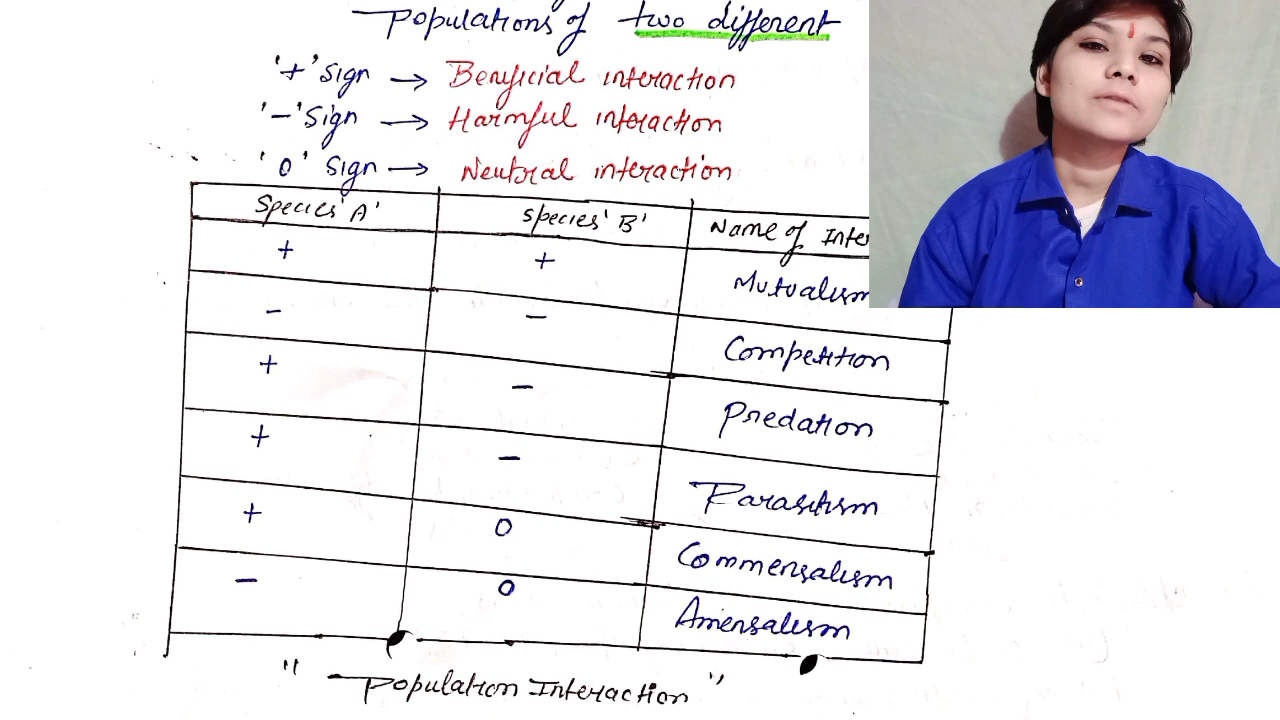 Populations of two different
'+' sign → Beneficial interaction
'-' Sign → Harmful interaction
'0' Sign → Neutral interaction
Species 'A' Species 'B' Name of Inte
+ + Mutualism
- - Competition
+ - Predation
+ - Parasitism
+ 0 Commensalism
- 0 Amensalism
" Population Interaction "